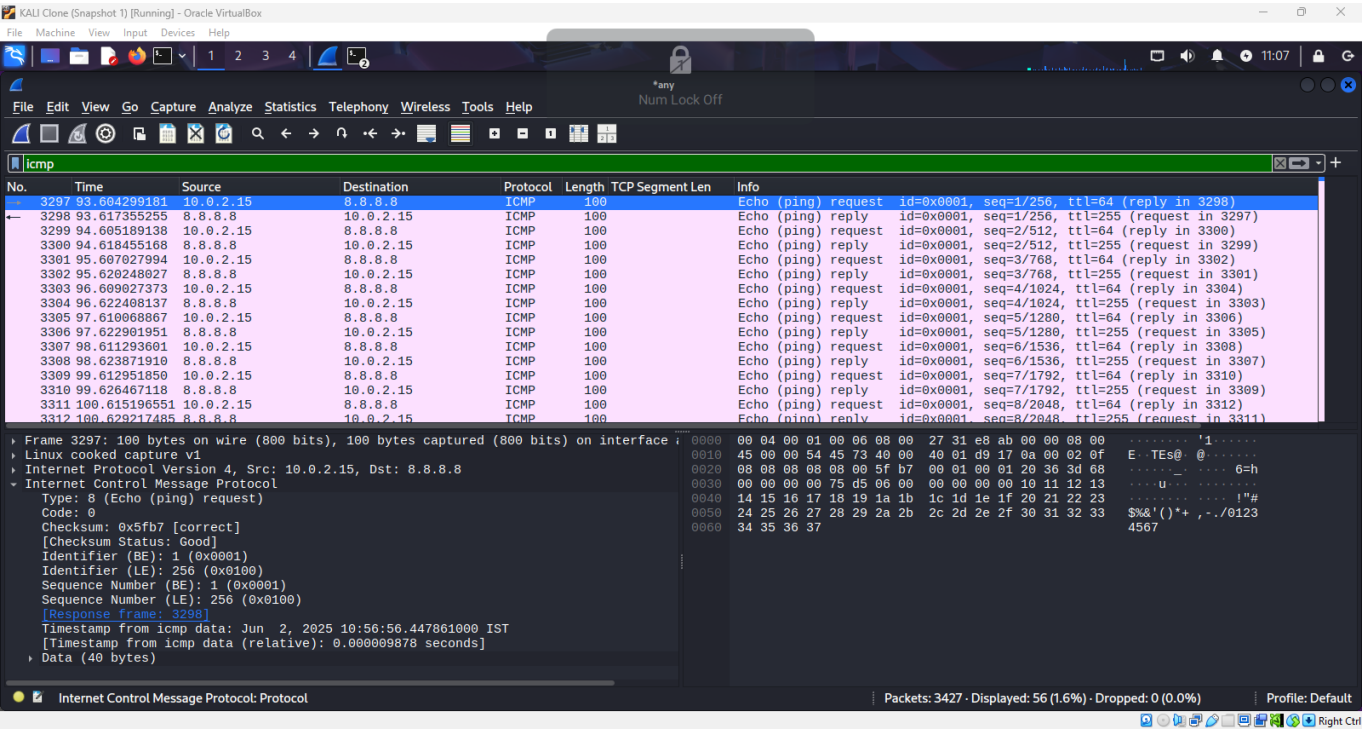 KALI Clone (Snapshot 1) [Running] - Oracle VirtualBox
File Machine View Input Devices Help
1 2 3 4 2 11:07
*any
Num Lock Off
File Edit View Go Capture Analyze Statistics Telephony Wireless Tools Help
icmp
No. Time Source Destination Protocol Length TCP Segment Len Info
3297 93.604299181 10.0.2.15 8.8.8.8 ICMP 100 Echo (ping) request id=0x0001, seq=1/256, ttl=64 (reply in 3298)
3298 93.617355255 8.8.8.8 10.0.2.15 ICMP 100 Echo (ping) reply id=0x0001, seq=1/256, ttl=255 (request in 3297)
3299 94.605189138 10.0.2.15 8.8.8.8 ICMP 100 Echo (ping) request id=0x0001, seq=2/512, ttl=64 (reply in 3300)
3300 94.618455168 8.8.8.8 10.0.2.15 ICMP 100 Echo (ping) reply id=0x0001, seq=2/512, ttl=255 (request in 3299)
3301 95.607027994 10.0.2.15 8.8.8.8 ICMP 100 Echo (ping) request id=0x0001, seq=3/768, ttl=64 (reply in 3302)
3302 95.620248027 8.8.8.8 10.0.2.15 ICMP 100 Echo (ping) reply id=0x0001, seq=3/768, ttl=255 (request in 3301)
3303 96.609027373 10.0.2.15 8.8.8.8 ICMP 100 Echo (ping) request id=0x0001, seq=4/1024, ttl=64 (reply in 3304)
3304 96.622408137 8.8.8.8 10.0.2.15 ICMP 100 Echo (ping) reply id=0x0001, seq=4/1024, ttl=255 (request in 3303)
3305 97.610068867 10.0.2.15 8.8.8.8 ICMP 100 Echo (ping) request id=0x0001, seq=5/1280, ttl=64 (reply in 3306)
3306 97.622901951 8.8.8.8 10.0.2.15 ICMP 100 Echo (ping) reply id=0x0001, seq=5/1280, ttl=255 (request in 3305)
3307 98.611293601 10.0.2.15 8.8.8.8 ICMP 100 Echo (ping) request id=0x0001, seq=6/1536, ttl=64 (reply in 3308)
3308 98.623871910 8.8.8.8 10.0.2.15 ICMP 100 Echo (ping) reply id=0x0001, seq=6/1536, ttl=255 (request in 3307)
3309 99.612951850 10.0.2.15 8.8.8.8 ICMP 100 Echo (ping) request id=0x0001, seq=7/1792, ttl=64 (reply in 3310)
3310 99.626467118 8.8.8.8 10.0.2.15 ICMP 100 Echo (ping) reply id=0x0001, seq=7/1792, ttl=255 (request in 3309)
3311 100.615196551 10.0.2.15 8.8.8.8 ICMP 100 Echo (ping) request id=0x0001, seq=8/2048, ttl=64 (reply in 3312)
3312 100.629217485 8.8.8.8 10.0.2.15 ICMP 100 Echo (ping) reply id=0x0001, seq=8/2048, ttl=255 (request in 3311)
Frame 3297: 100 bytes on wire (800 bits), 100 bytes captured (800 bits) on interface
Linux cooked capture v1
Internet Protocol Version 4, Src: 10.0.2.15, Dst: 8.8.8.8
Internet Control Message Protocol
Type: 8 (Echo (ping) request)
Code: 0
Checksum: 0x5fb7 [correct]
[Checksum Status: Good]
Identifier (BE): 1 (0x0001)
Identifier (LE): 256 (0x0100)
Sequence Number (BE): 1 (0x0001)
Sequence Number (LE): 256 (0x0100)
[Response frame: 3298]
Timestamp from icmp data: Jun 2, 2025 10:56:56.447861000 IST
[Timestamp from icmp data (relative): 0.000009878 seconds]
Data (40 bytes)
0000 00 04 00 01 00 06 08 00 27 31 e8 ab 00 00 08 00 ········ '1······
0010 45 00 00 54 45 73 40 00 40 01 d9 17 0a 00 02 0f E··TEs@· @·······
0020 08 08 08 08 08 00 5f b7 00 01 00 01 20 36 3d 68 ······_· ···· 6=h
0030 00 00 00 00 75 d5 06 00 00 00 00 00 10 11 12 13 ····u··· ········
0040 14 15 16 17 18 19 1a 1b 1c 1d 1e 1f 20 21 22 23 ········ ···· !"#
0050 24 25 26 27 28 29 2a 2b 2c 2d 2e 2f 30 31 32 33 $%&'()*+ ,-./0123
0060 34 35 36 37 4567
Internet Control Message Protocol: Protocol
Packets: 3427 · Displayed: 56 (1.6%) · Dropped: 0 (0.0%)
Profile: Default
Right Ctrl